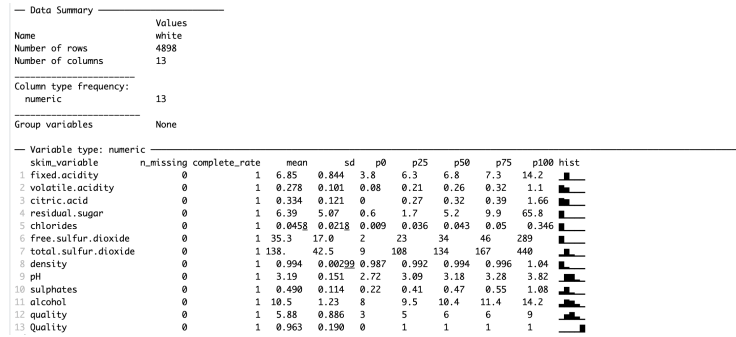 — Data Summary ————————
Values
Name white
Number of rows 4898
Number of columns 13
_______________________
Column type frequency:
numeric 13
________________________
Group variables None
— Variable type: numeric ————————
skim_variable n_missing complete_rate mean sd p0 p25 p50 p75 p100 hist
1 fixed.acidity 0 1 6.85 0.844 3.8 6.3 6.8 7.3 14.2
2 volatile.acidity 0 1 0.278 0.101 0.08 0.21 0.26 0.32 1.1
3 citric.acid 0 1 0.334 0.121 0 0.27 0.32 0.39 1.66
4 residual.sugar 0 1 6.39 5.07 0.6 1.7 5.2 9.9 65.8
5 chlorides 0 1 0.0458 0.0218 0.009 0.036 0.043 0.05 0.346
6 free.sulfur.dioxide 0 1 35.3 17.0 2 23 34 46 289
7 total.sulfur.dioxide 0 1 138. 42.5 9 108 134 167 440
8 density 0 1 0.994 0.00299 0.987 0.992 0.994 0.996 1.04
9 pH 0 1 3.19 0.151 2.72 3.09 3.18 3.28 3.82
10 sulphates 0 1 0.490 0.114 0.22 0.41 0.47 0.55 1.08
11 alcohol 0 1 10.5 1.23 8 9.5 10.4 11.4 14.2
12 quality 0 1 5.88 0.886 3 5 6 6 9
13 Quality 0 1 0.963 0.190 0 1 1 1 1